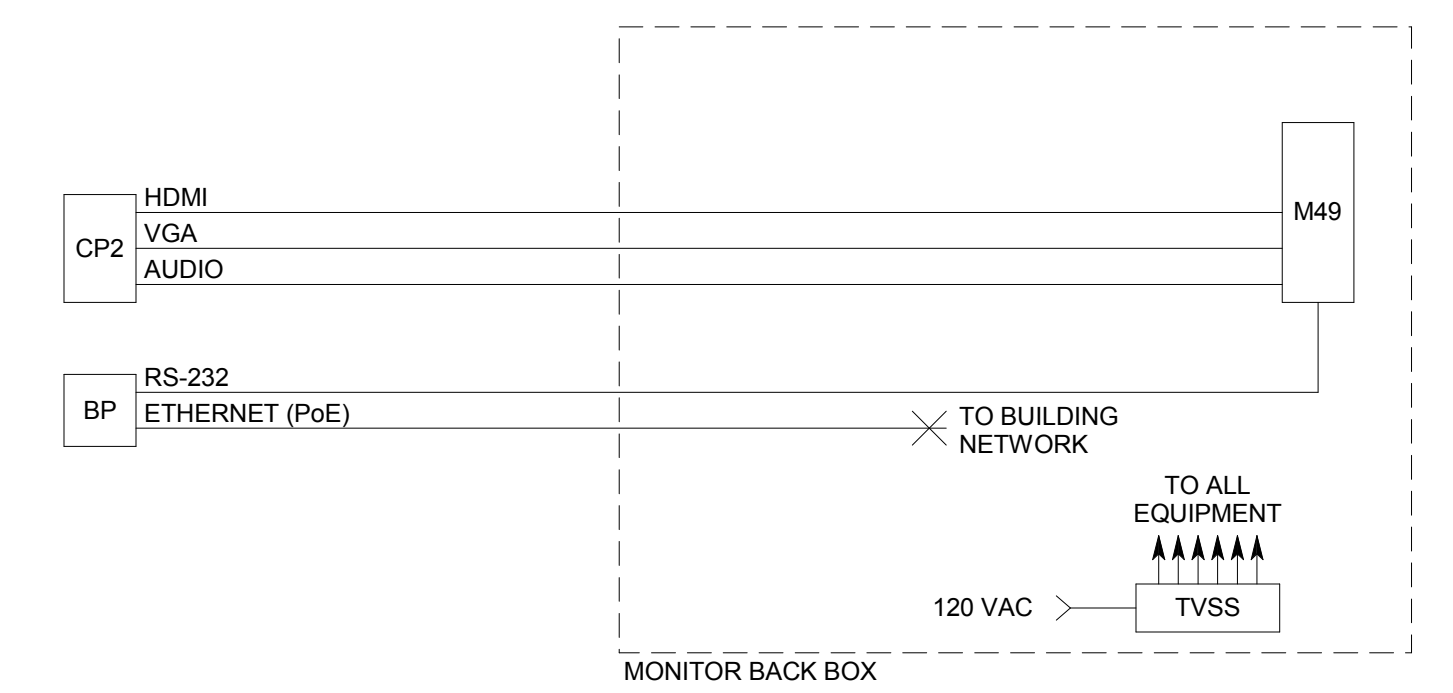 HDMI
VGA
AUDIO
CP2
M49
RS-232
ETHERNET (PoE)
BP
TO BUILDING
NETWORK
TO ALL
EQUIPMENT
120 VAC
TVSS
MONITOR BACK BOX